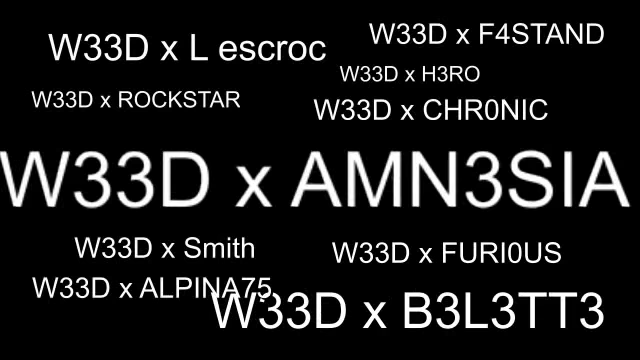 W33D x L escroc
W33D x F4STAND
W33D x H3RO
W33D x ROCKSTAR
W33D x CHR0NIC
W33D x AMN3SIA
W33D x Smith
W33D x FURI0US
W33D x ALPINA75
W33D x B3L3TT3